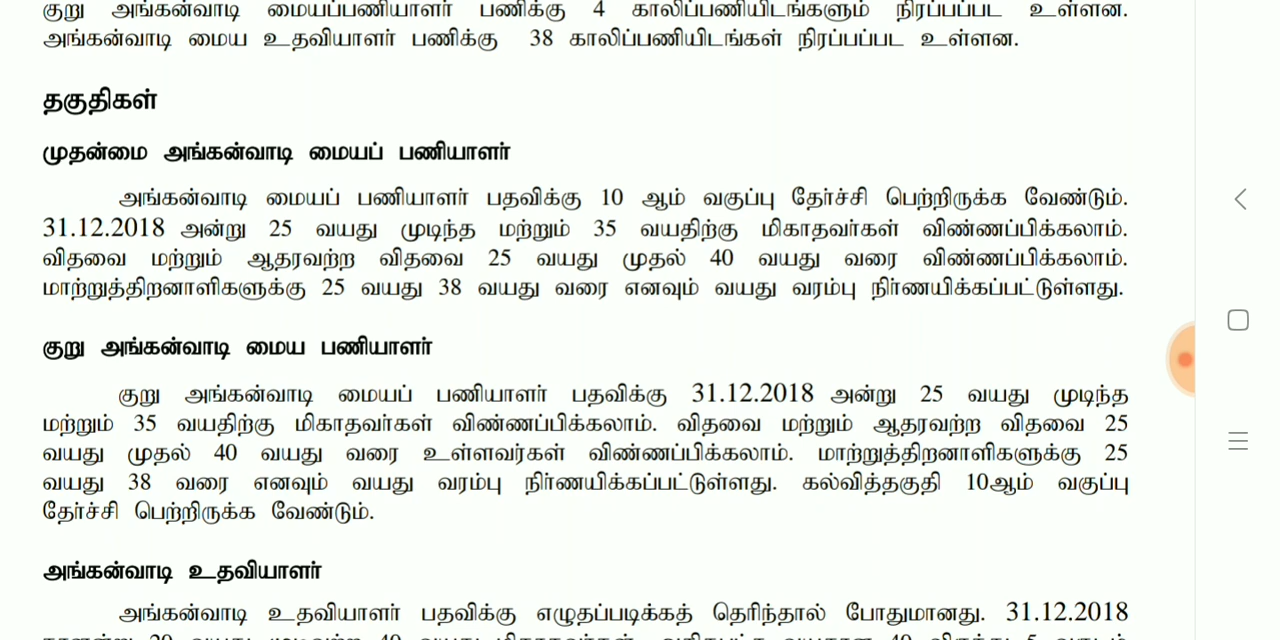 குறு அங்கன்வாடி மையப்பணியாளர் பணிக்கு 4 காலிப்பணியிடங்களும் நிரப்பப்பட உள்ளன.
அங்கன்வாடி மைய உதவியாளர் பணிக்கு 38 காலிப்பணியிடங்கள் நிரப்பப்பட உள்ளன.
தகுதிகள்
முதன்மை அங்கன்வாடி மையப் பணியாளர்
அங்கன்வாடி மையப் பணியாளர் பதவிக்கு 10 ஆம் வகுப்பு தேர்ச்சி பெற்றிருக்க வேண்டும்.
31.12.2018 அன்று 25 வயது முடிந்த மற்றும் 35 வயதிற்கு மிகாதவர்கள் விண்ணப்பிக்கலாம்.
விதவை மற்றும் ஆதரவற்ற விதவை 25 வயது முதல் 40 வயது வரை விண்ணப்பிக்கலாம்.
மாற்றுத்திறனாளிகளுக்கு 25 வயது 38 வயது வரை எனவும் வயது வரம்பு நிர்ணயிக்கப்பட்டுள்ளது.
குறு அங்கன்வாடி மைய பணியாளர்
குறு அங்கன்வாடி மையப் பணியாளர் பதவிக்கு 31.12.2018 அன்று 25 வயது முடிந்த
மற்றும் 35 வயதிற்கு மிகாதவர்கள் விண்ணப்பிக்கலாம். விதவை மற்றும் ஆதரவற்ற விதவை 25
வயது முதல் 40 வயது வரை உள்ளவர்கள் விண்ணப்பிக்கலாம். மாற்றுத்திறனாளிகளுக்கு 25
வயது 38 வரை எனவும் வயது வரம்பு நிர்ணயிக்கப்பட்டுள்ளது. கல்வித்தகுதி 10ஆம் வகுப்பு
தேர்ச்சி பெற்றிருக்க வேண்டும்.
அங்கன்வாடி உதவியாளர்
அங்கன்வாடி உதவியாளர் பதவிக்கு எழுதப்படிக்கத் தெரிந்தால் போதுமானது. 31.12.2018